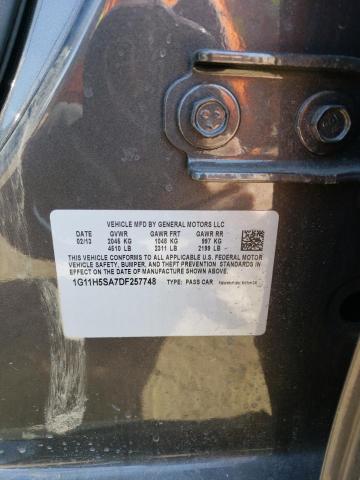 VEHICLE MFD BY GENERAL MOTORS LLC
DATE GVWR GAWR FRT GAWR RR
02/13 2045 KG 1048 KG 997 KG
4510 LB 2311 LB 2199 LB
THIS VEHICLE CONFORMS TO ALL APPLICABLE U.S. FEDERAL MOTOR
VEHICLE SAFETY, BUMPER, AND THEFT PREVENTION STANDARDS IN
EFFECT ON THE DATE OF MANUFACTURE SHOWN ABOVE.
1G11H5SA7DF257748 TYPE: PASS CAR